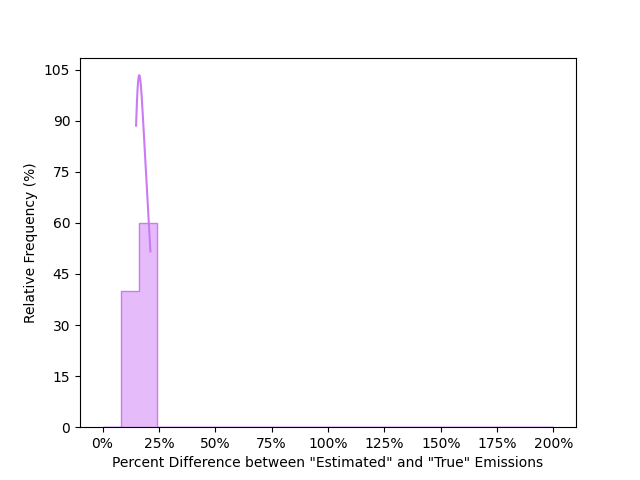 105
90
75
60
45
30
15
0
Relative Frequency (%)
0% 25% 50% 75% 100% 125% 150% 175% 200%
Percent Difference between "Estimated" and "True" Emissions